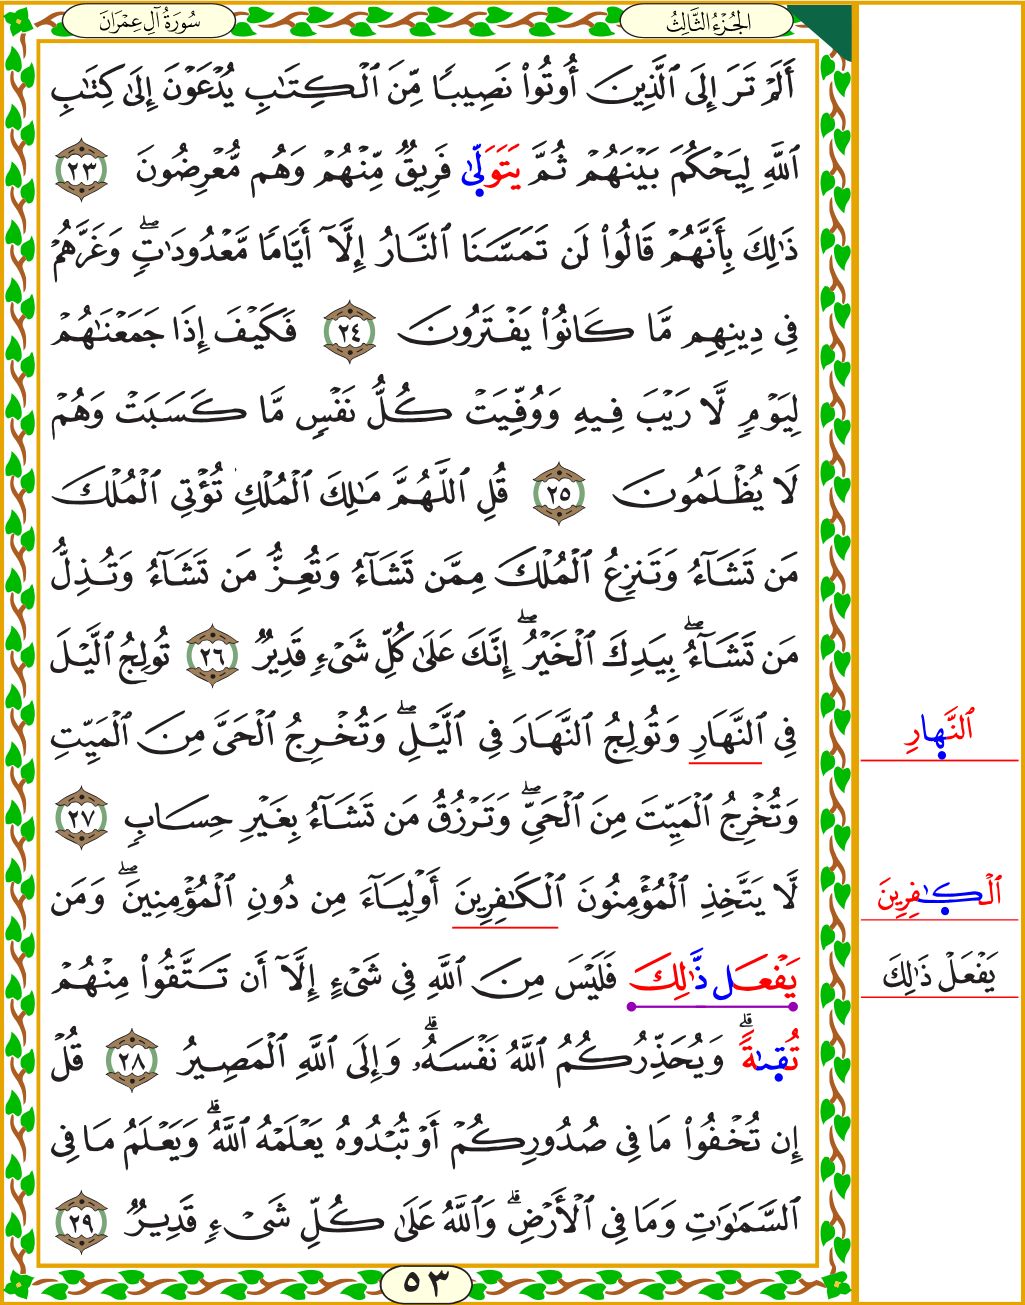 سُورَةُ آلِ عِمْرَان
الجُزْءُ الثَّالِثُ
أَلَمْ تَرَ إِلَى ٱلَّذِينَ أُوتُوا۟ نَصِيبًا مِّنَ ٱلْكِتَٰبِ يُدْعَوْنَ إِلَىٰ كِتَٰبِ
ٱللَّهِ لِيَحْكُمَ بَيْنَهُمْ ثُمَّ يَتَوَلَّىٰ فَرِيقٌ مِّنْهُمْ وَهُم مُّعْرِضُونَ ٢٣
ذَٰلِكَ بِأَنَّهُمْ قَالُوا۟ لَن تَمَسَّنَا ٱلنَّارُ إِلَّآ أَيَّامًا مَّعْدُودَٰتٍۖ وَغَرَّهُمْ
فِى دِينِهِم مَّا كَانُوا۟ يَفْتَرُونَ ٢٤ فَكَيْفَ إِذَا جَمَعْنَٰهُمْ
لِيَوْمٍ لَّا رَيْبَ فِيهِ وَوُفِّيَتْ كُلُّ نَفْسٍ مَّا كَسَبَتْ وَهُمْ
لَا يُظْلَمُونَ ٢٥ قُلِ ٱللَّهُمَّ مَٰلِكَ ٱلْمُلْكِ تُؤْتِى ٱلْمُلْكَ
مَن تَشَآءُ وَتَنزِعُ ٱلْمُلْكَ مِمَّن تَشَآءُ وَتُعِزُّ مَن تَشَآءُ وَتُذِلُّ
مَن تَشَآءُۖ بِيَدِكَ ٱلْخَيْرُۖ إِنَّكَ عَلَىٰ كُلِّ شَىْءٍ قَدِيرٌ ٢٦ تُولِجُ ٱلَّيْلَ
فِى ٱلنَّهَارِ وَتُولِجُ ٱلنَّهَارَ فِى ٱلَّيْلِۖ وَتُخْرِجُ ٱلْحَىَّ مِنَ ٱلْمَيِّتِ
ٱلنَّهَارِ
وَتُخْرِجُ ٱلْمَيِّتَ مِنَ ٱلْحَىِّۖ وَتَرْزُقُ مَن تَشَآءُ بِغَيْرِ حِسَابٍ ٢٧
لَّا يَتَّخِذِ ٱلْمُؤْمِنُونَ ٱلْكَٰفِرِينَ أَوْلِيَآءَ مِن دُونِ ٱلْمُؤْمِنِينَۖ وَمَن
ٱلْكَٰفِرِينَ
يَفْعَل ذَّٰلِكَ فَلَيْسَ مِنَ ٱللَّهِ فِى شَىْءٍ إِلَّآ أَن تَتَّقُوا۟ مِنْهُمْ
يَفْعَلْ ذَٰلِكَ
تُقَىٰةًۗ وَيُحَذِّرُكُمُ ٱللَّهُ نَفْسَهُۥۗ وَإِلَى ٱللَّهِ ٱلْمَصِيرُ ٢٨ قُلْ
إِن تُخْفُوا۟ مَا فِى صُدُورِكُمْ أَوْ تُبْدُوهُ يَعْلَمْهُ ٱللَّهُۗ وَيَعْلَمُ مَا فِى
ٱلسَّمَٰوَٰتِ وَمَا فِى ٱلْأَرْضِۗ وَٱللَّهُ عَلَىٰ كُلِّ شَىْءٍ قَدِيرٌ ٢٩
٥٣